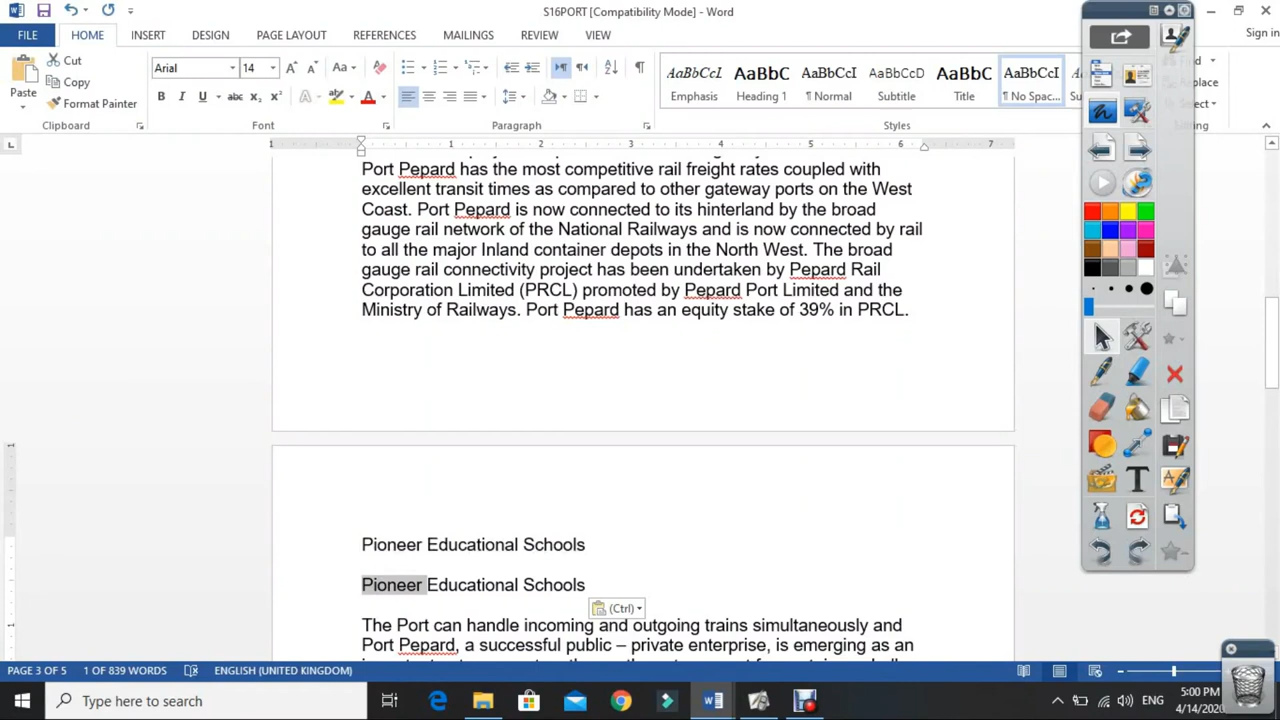 S16PORT [Compatibility Mode] - Word
FILE HOME INSERT DESIGN PAGE LAYOUT REFERENCES MAILINGS REVIEW VIEW Sign in
Cut
Copy
Format Painter
Paste
Clipboard
Arial 14
Font
Paragraph
AaBbCcI AaBbC AaBbCcI AaBbCcD AaBbC AaBbCcI
Emphasis Heading 1 ¶ Normal Subtitle Title ¶ No Spac...
Styles
Editing
Port Pepard has the most competitive rail freight rates coupled with
excellent transit times as compared to other gateway ports on the West
Coast. Port Pepard is now connected to its hinterland by the broad
gauge rail network of the National Railways and is now connected by rail
to all the major Inland container depots in the North West. The broad
gauge rail connectivity project has been undertaken by Pepard Rail
Corporation Limited (PRCL) promoted by Pepard Port Limited and the
Ministry of Railways. Port Pepard has an equity stake of 39% in PRCL.
Pioneer Educational Schools
Pioneer Educational Schools
(Ctrl)
The Port can handle incoming and outgoing trains simultaneously and
Port Pepard, a successful public – private enterprise, is emerging as an
PAGE 3 OF 5 1 OF 839 WORDS ENGLISH (UNITED KINGDOM)
Type here to search
ENG
5:00 PM
4/14/2020